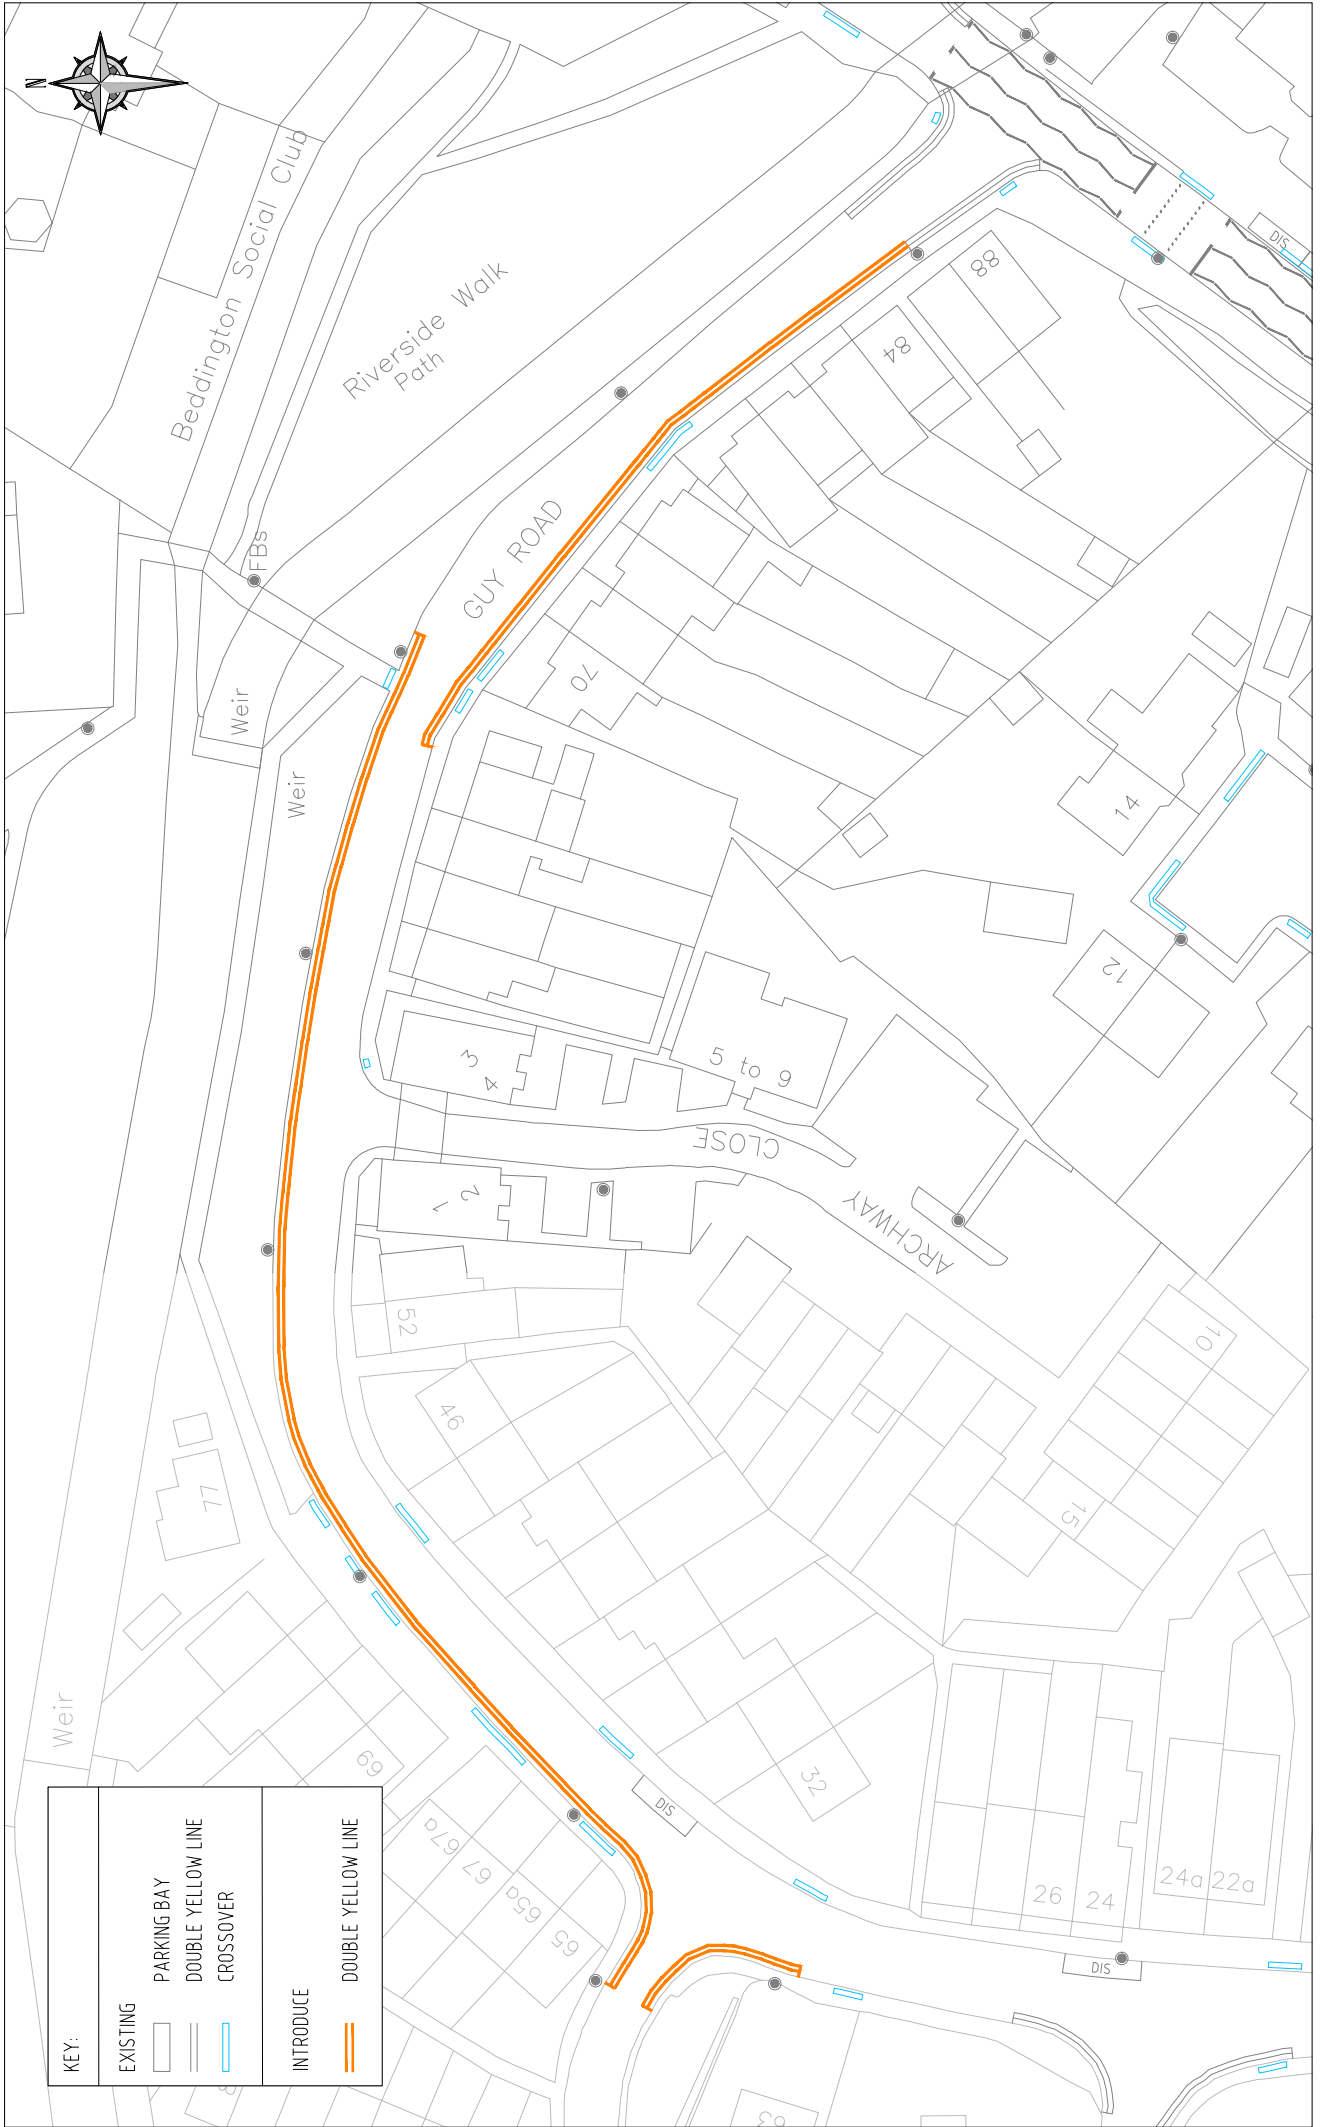 N
Beddington Social Club
Riverside Walk
Path
FBs
Weir
Weir
GUY ROAD
DIS
88
84
70
14
12
3
4
5 to 9
CLOSE
ARCHWAY
1
2
52
46
44
10
15
32
Weir
69
67a
67
65a
65
63
DIS
26
24
24a
22a
DIS
KEY:
EXISTING
PARKING BAY
DOUBLE YELLOW LINE
CROSSOVER
INTRODUCE
DOUBLE YELLOW LINE